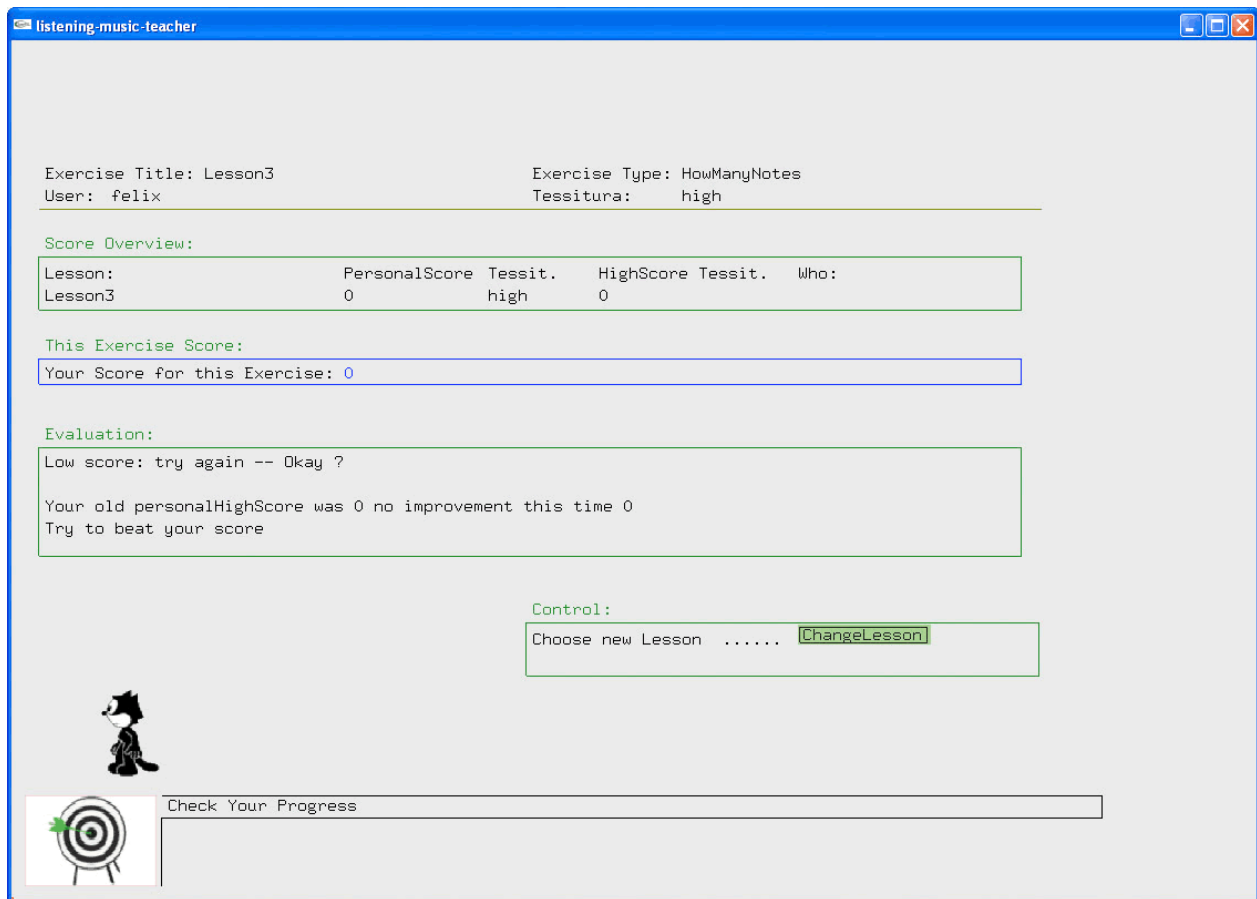 listening-music-teacher
Exercise Title: Lesson3 Exercise Type: HowManyNotes
User: felix Tessitura: high
Score Overview:
Lesson: PersonalScore Tessit. HighScore Tessit. Who:
Lesson3 0 high 0
This Exercise Score:
Your Score for this Exercise: 0
Evaluation:
Low score: try again -- Okay ?
Your old personalHighScore was 0 no improvement this time 0
Try to beat your score
Control:
Choose new Lesson ...... ChangeLesson
Check Your Progress